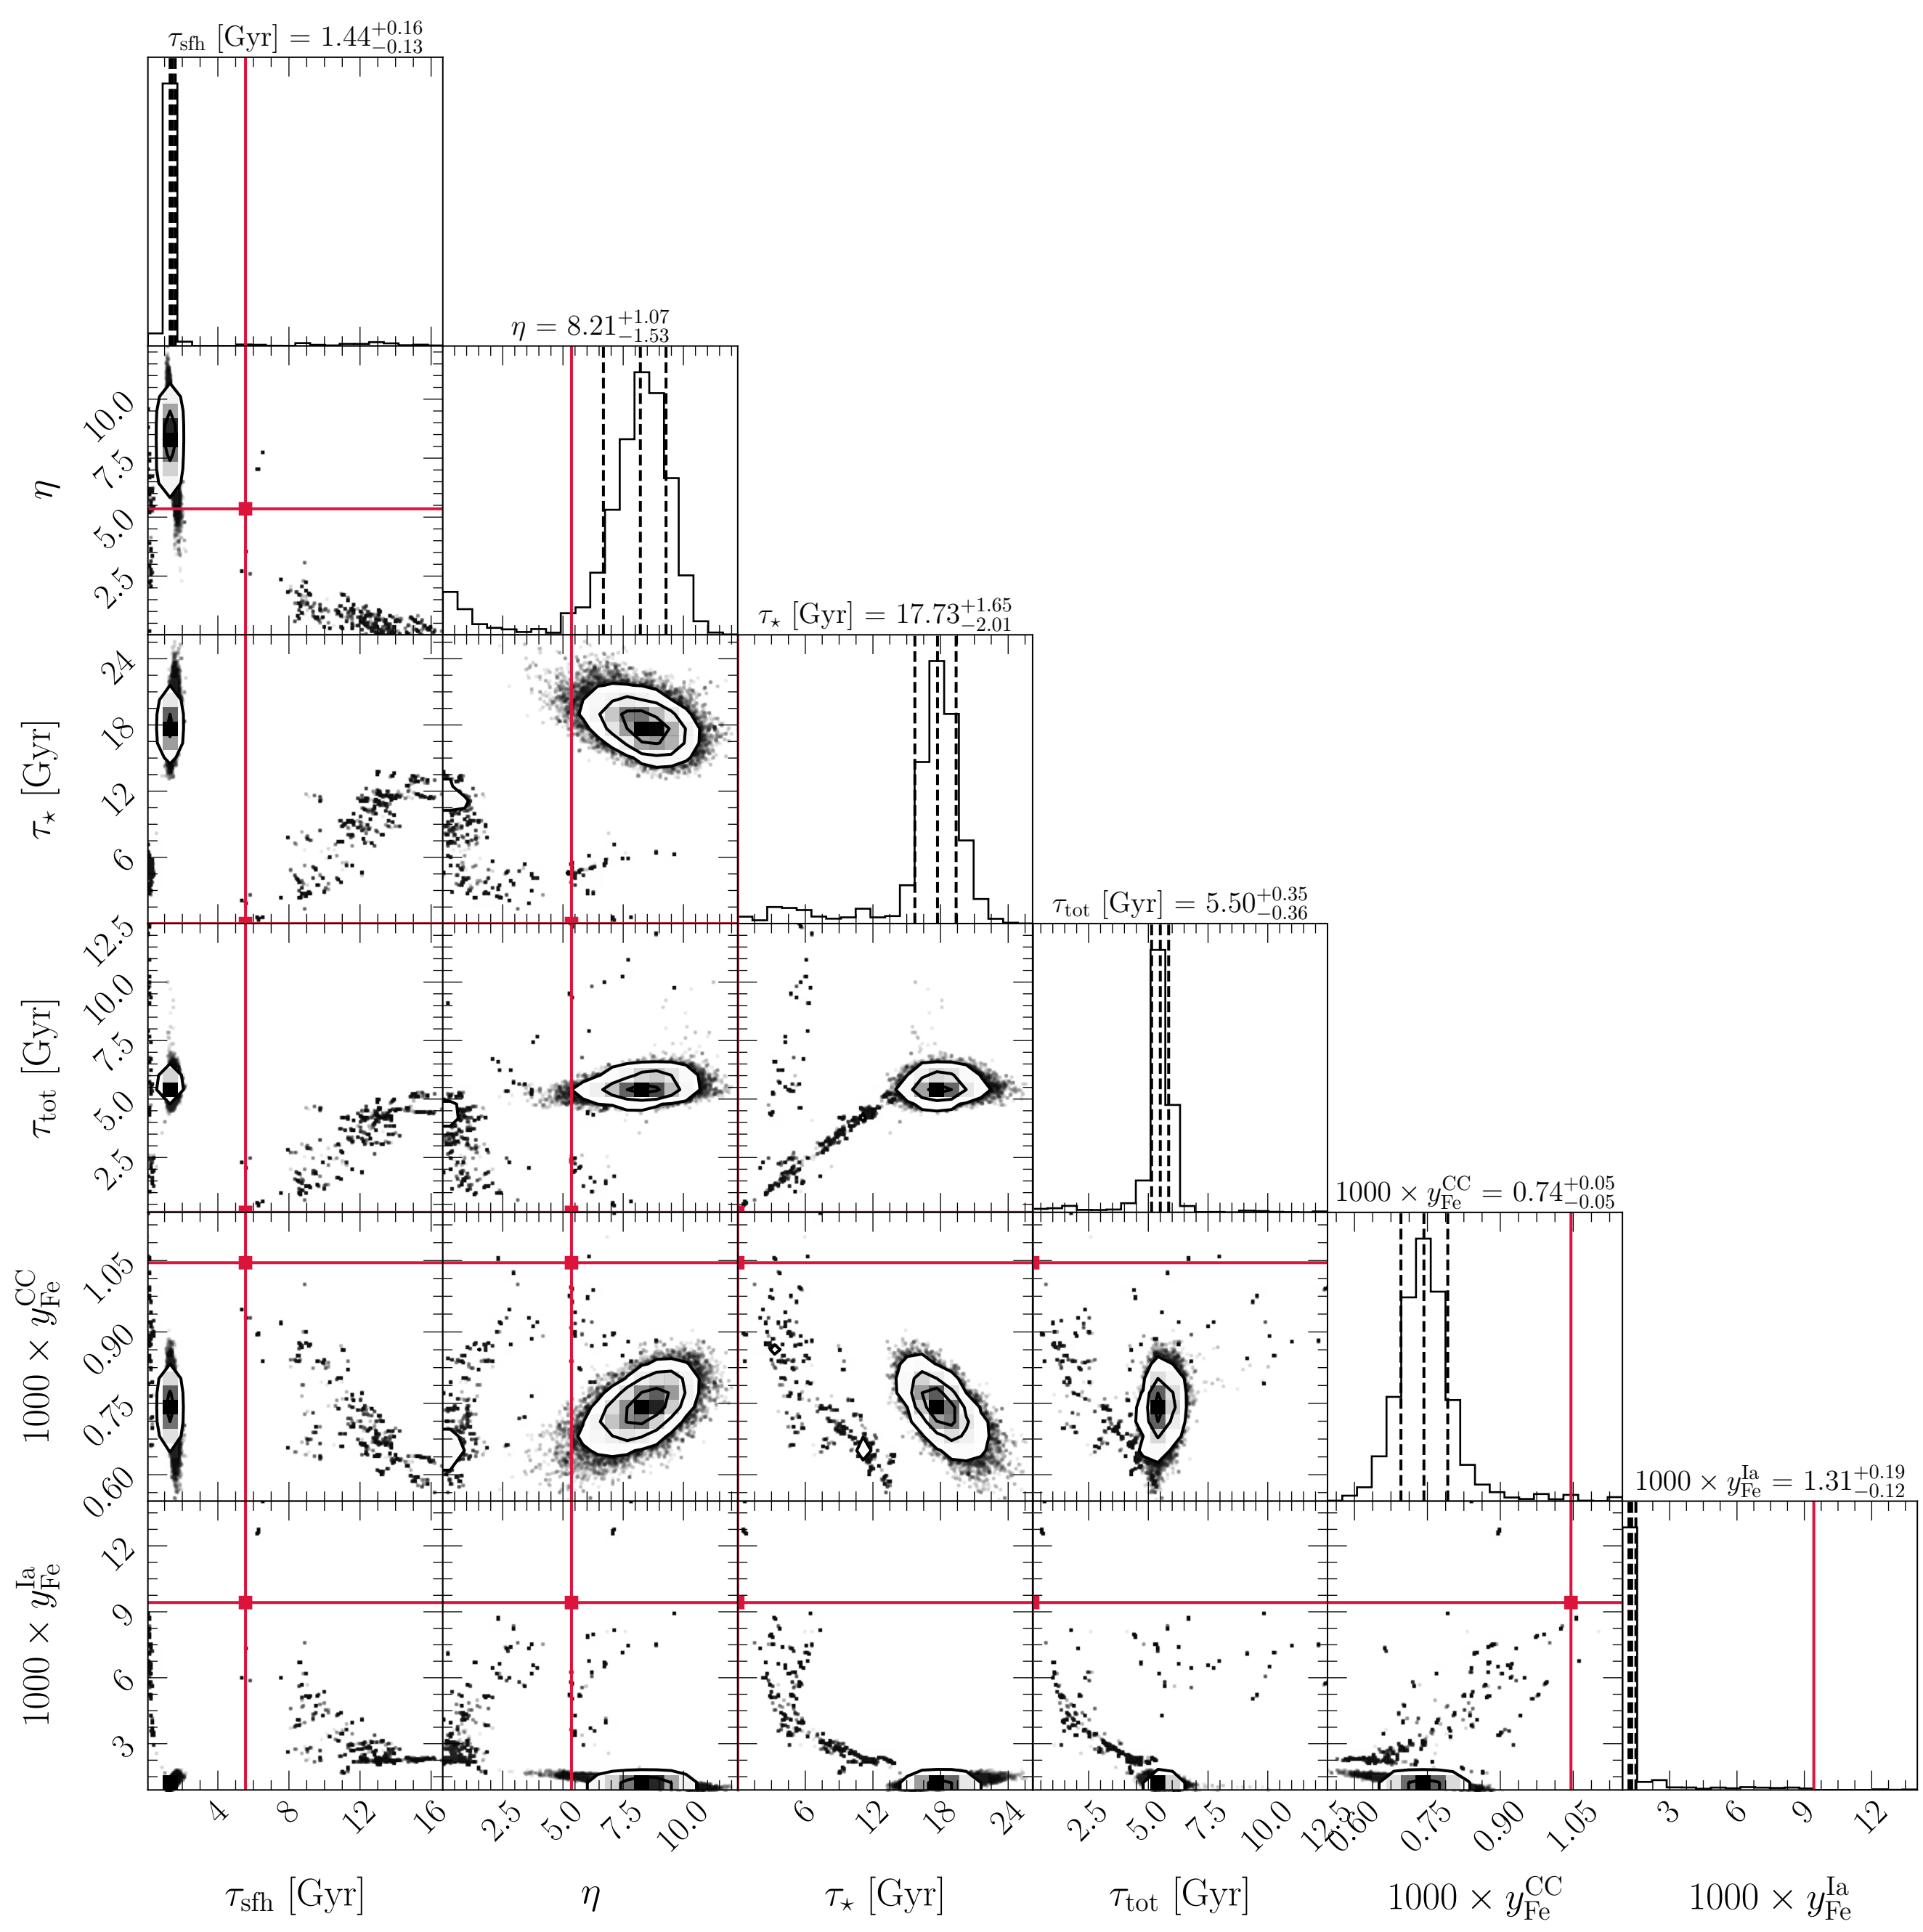 τ_sfh [Gyr] = 1.44^{+0.16}_{−0.13}
η = 8.21^{+1.07}_{−1.53}
τ_⋆ [Gyr] = 17.73^{+1.65}_{−2.01}
τ_tot [Gyr] = 5.50^{+0.35}_{−0.36}
1000 × y_Fe^CC = 0.74^{+0.05}_{−0.05}
1000 × y_Fe^Ia = 1.31^{+0.19}_{−0.12}
η
10.0
7.5
5.0
2.5
τ_⋆ [Gyr]
24
18
12
6
τ_tot [Gyr]
12.5
10.0
7.5
5.0
2.5
1000 × y_Fe^CC
1.05
0.90
0.75
0.60
1000 × y_Fe^Ia
12
9
6
3
4 8 12 16 2.5 5.0 7.5 10.0 6 12 18 24 2.5 5.0 7.5 10.0 12.5 0.60 0.75 0.90 1.05 3 6 9 12
τ_sfh [Gyr] η τ_⋆ [Gyr] τ_tot [Gyr] 1000 × y_Fe^CC 1000 × y_Fe^Ia